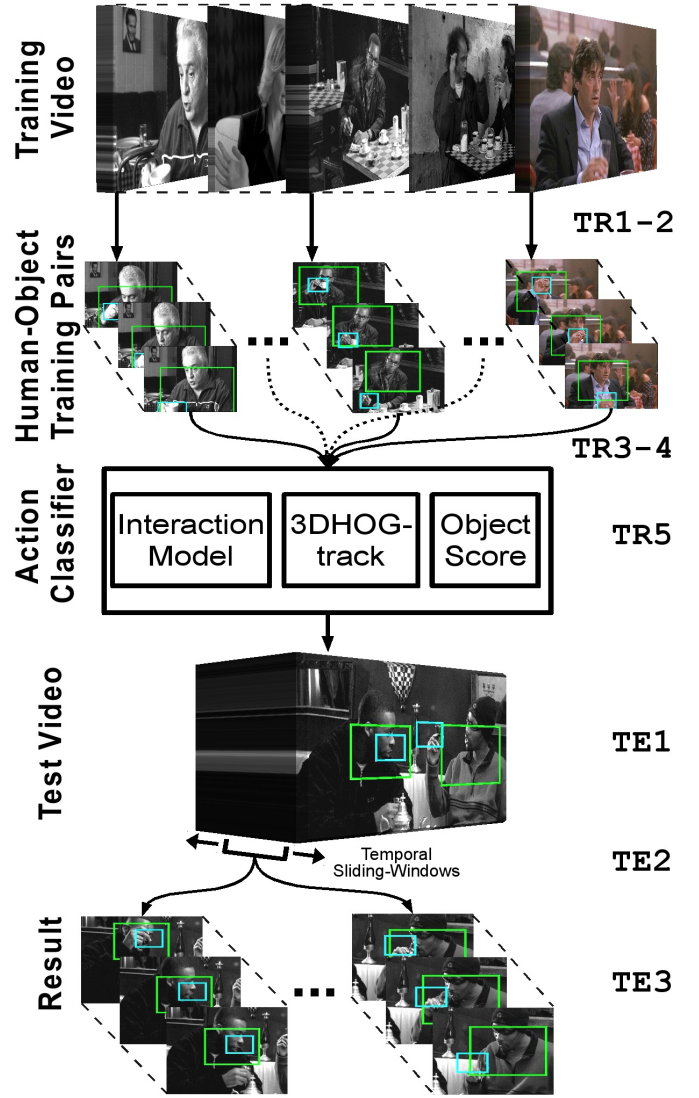 Training
Video
TR1-2
Human-Object
Training Pairs
TR3-4
Action
Classifier
Interaction
Model
3DHOG-
track
Object
Score
TR5
Test Video
TE1
Temporal
Sliding-Windows
TE2
Result
TE3